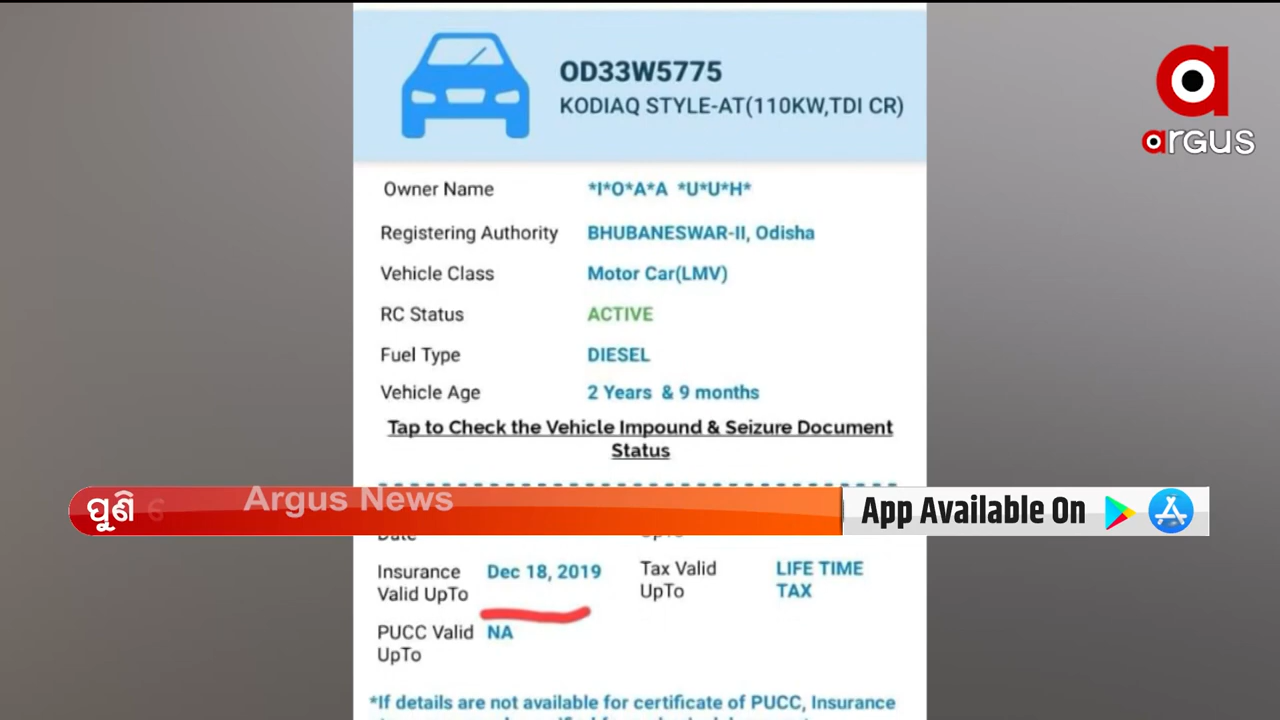 OD33W5775
KODIAQ STYLE-AT(110KW,TDI CR)
argus
Owner Name *I*O*A*A *U*U*H*
Registering Authority BHUBANESWAR-II, Odisha
Vehicle Class Motor Car(LMV)
RC Status ACTIVE
Fuel Type DIESEL
Vehicle Age 2 Years & 9 months
Tap to Check the Vehicle Impound & Seizure Document
Status
ପୁଣି
Argus News
App Available On
Insurance Valid UpTo Dec 18, 2019
Tax Valid UpTo LIFE TIME TAX
PUCC Valid UpTo NA
*If details are not available for certificate of PUCC, Insurance